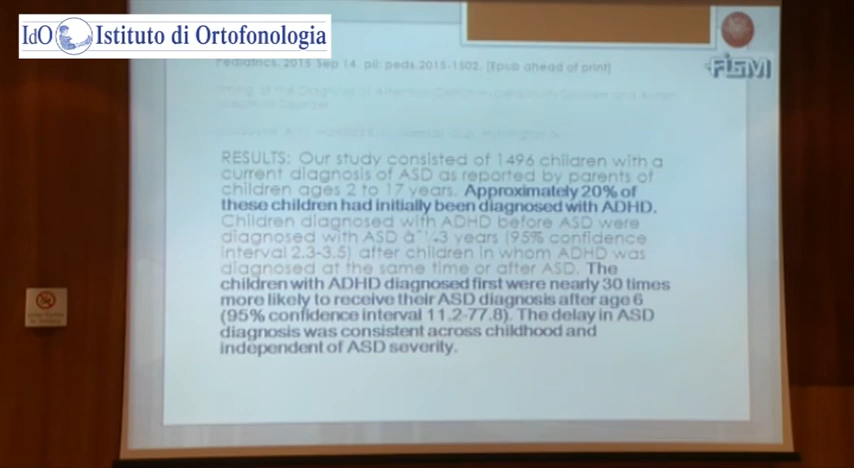 IdO Istituto di Ortofonologia
FISM
Pediatrics. 2015 Sep 14. pii: peds.2015-1502. [Epub ahead of print]
RESULTS: Our study consisted of 1496 children with a
current diagnosis of ASD as reported by parents of
children ages 2 to 17 years. Approximately 20% of
these children had initially been diagnosed with ADHD.
Children diagnosed with ADHD before ASD were
diagnosed with ASD à¯¼3 years (95% confidence
interval 2.3-3.5) after children in whom ADHD was
diagnosed at the same time or after ASD. The
children with ADHD diagnosed first were nearly 30 times
more likely to receive their ASD diagnosis after age 6
(95% confidence interval 11.2-77.8). The delay in ASD
diagnosis was consistent across childhood and
independent of ASD severity.